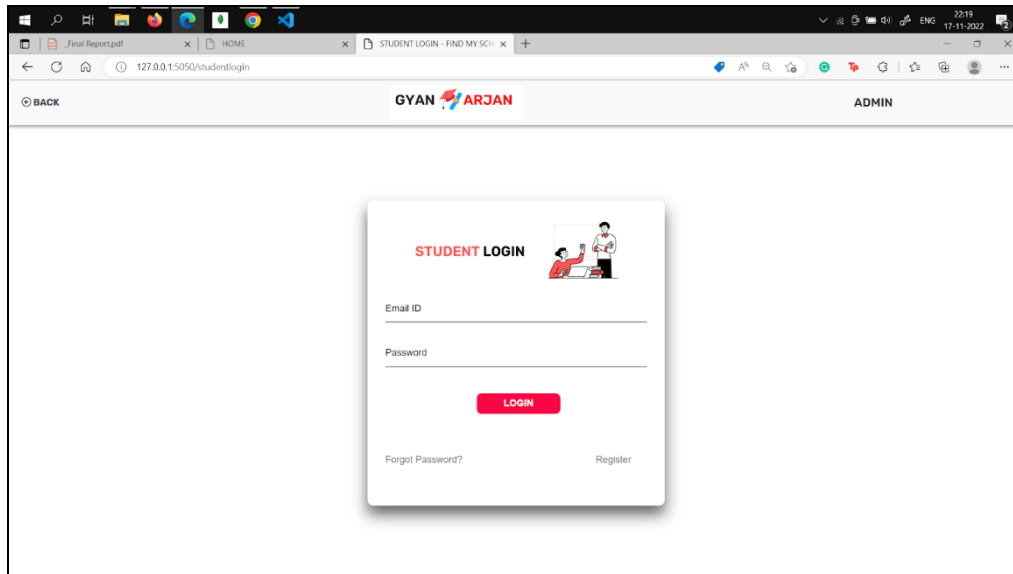 22:19
ENG
17-11-2022
2
_Final Report.pdf
HOME
STUDENT LOGIN - FIND MY SCH
127.0.0.1:5050/studentlogin
BACK
GYAN ARJAN
ADMIN
STUDENT LOGIN
Email ID
Password
LOGIN
Forgot Password?
Register